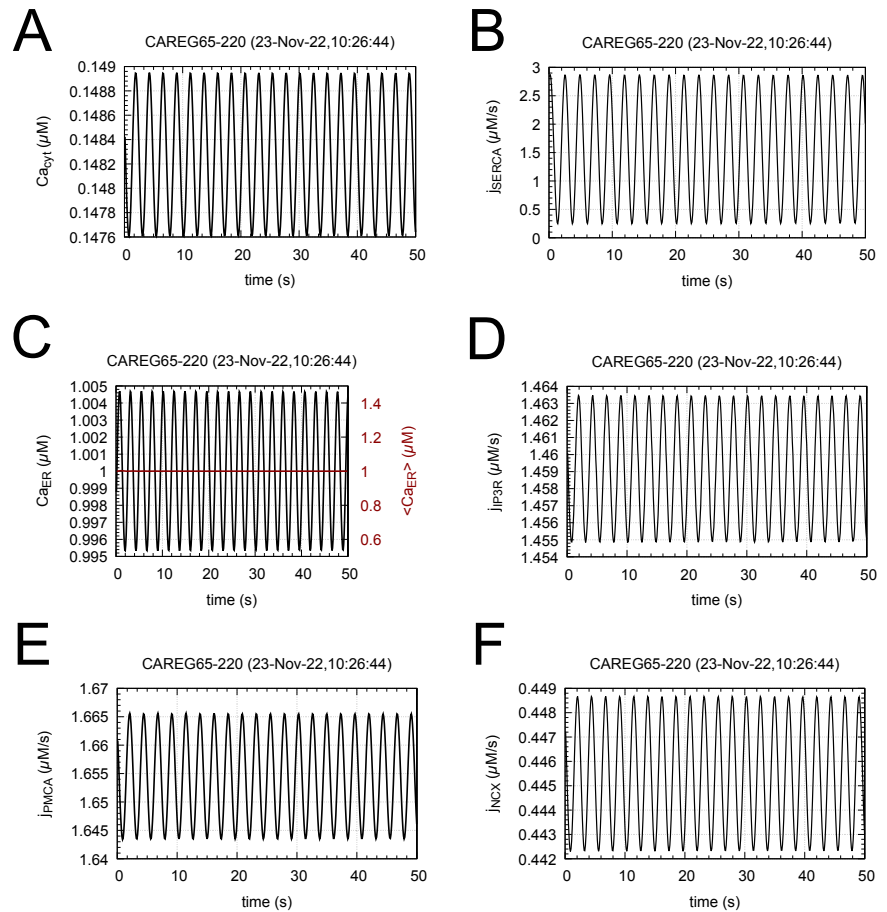 A
CAREG65-220 (23-Nov-22,10:26:44)
0.149
0.1488
0.1486
0.1484
0.1482
0.148
0.1478
0.1476
Ca_cyt (µM)
0 10 20 30 40 50
time (s)
B
CAREG65-220 (23-Nov-22,10:26:44)
3
2.5
2
1.5
1
0.5
0
j_SERCA (µM/s)
0 10 20 30 40 50
time (s)
C
CAREG65-220 (23-Nov-22,10:26:44)
1.005
1.004
1.003
1.002
1.001
1
0.999
0.998
0.997
0.996
0.995
Ca_ER (µM)
1.4
1.2
1
0.8
0.6
<Ca_ER> (µM)
0 10 20 30 40 50
time (s)
D
CAREG65-220 (23-Nov-22,10:26:44)
1.464
1.463
1.462
1.461
1.46
1.459
1.458
1.457
1.456
1.455
1.454
j_IP3R (µM/s)
0 10 20 30 40 50
time (s)
E
CAREG65-220 (23-Nov-22,10:26:44)
1.67
1.665
1.66
1.655
1.65
1.645
1.64
j_PMCA (µM/s)
0 10 20 30 40 50
time (s)
F
CAREG65-220 (23-Nov-22,10:26:44)
0.449
0.448
0.447
0.446
0.445
0.444
0.443
0.442
j_NCX (µM/s)
0 10 20 30 40 50
time (s)